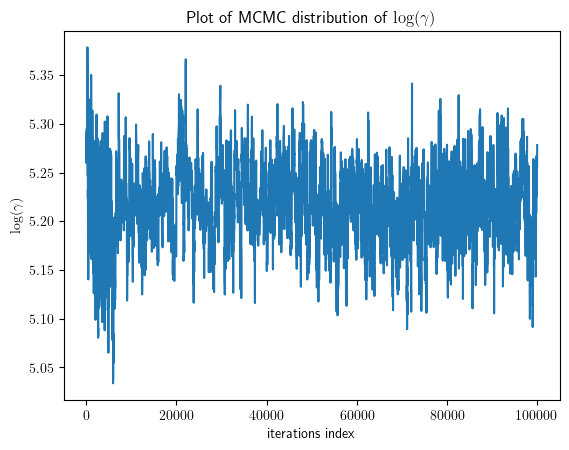 Plot of MCMC distribution of log(γ)
log(γ)
5.35
5.30
5.25
5.20
5.15
5.10
5.05
0 20000 40000 60000 80000 100000
iterations index